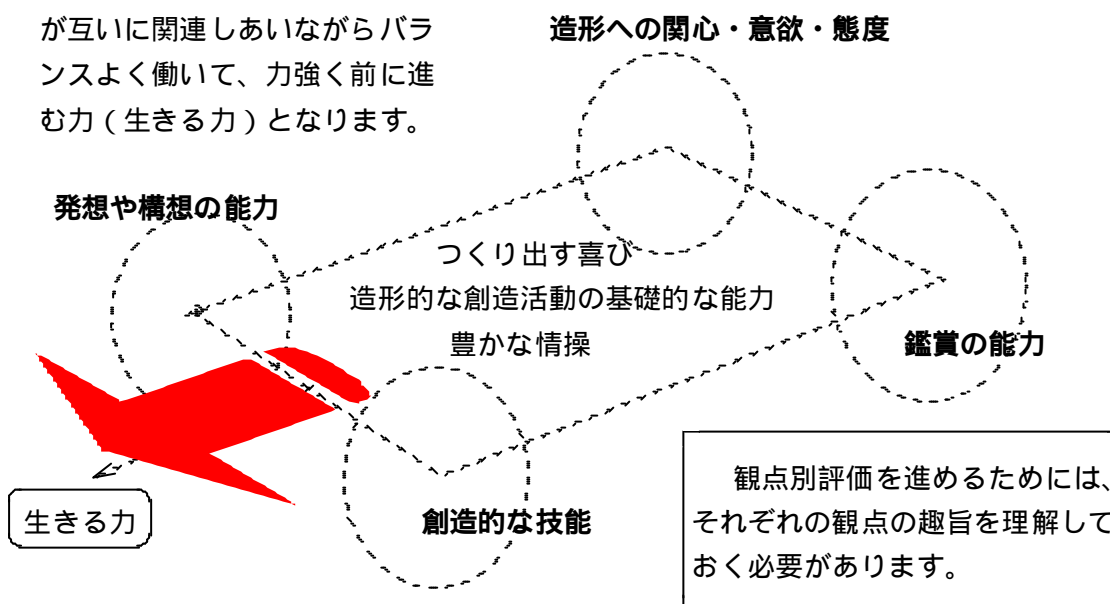 が互いに関連しあいながらバラ
ンスよく働いて、力強く前に進
む力（生きる力）となります。
造形への関心・意欲・態度
発想や構想の能力
つくり出す喜び
造形的な創造活動の基礎的な能力
豊かな情操
鑑賞の能力
創造的な技能
生きる力
観点別評価を進めるためには、
それぞれの観点の趣旨を理解して
おく必要があります。